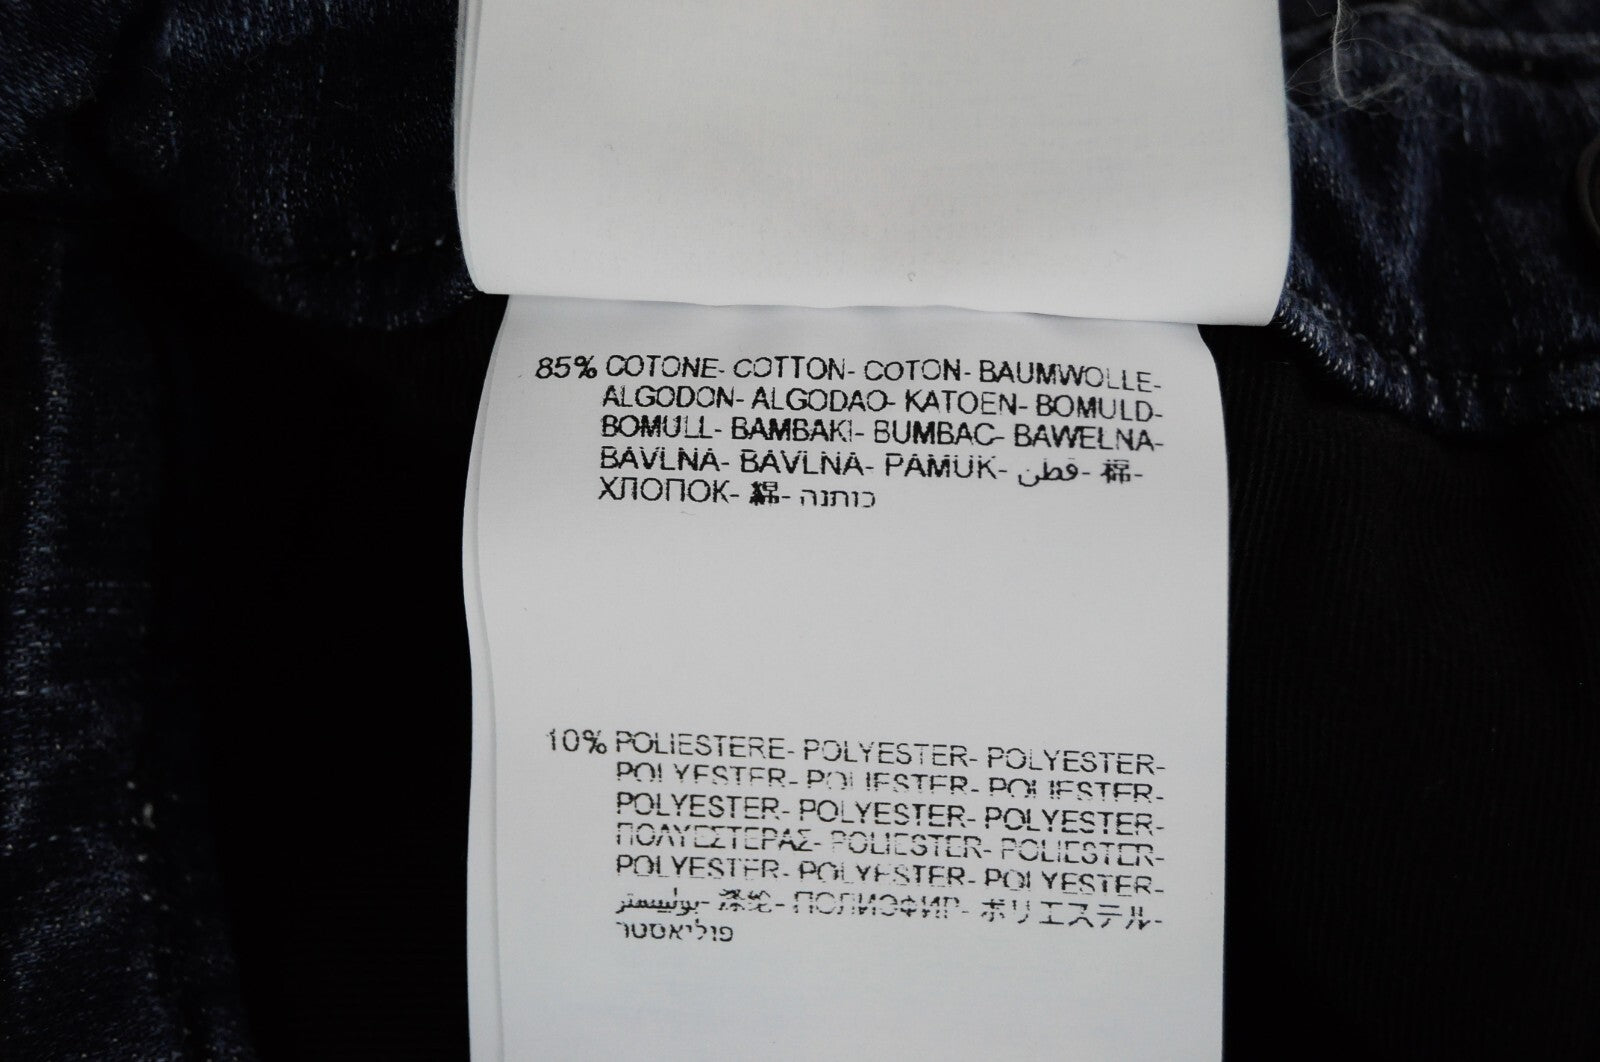 85% COTONE- COTTON- COTON- BAUMWOLLE-
ALGODON- ALGODAO- KATOEN- BOMULD-
BOMULL- BAMBAKI- BUMBAC- BAWELNA-
BAVLNA- BAVLNA- PAMUK- قطن- 棉-
ХЛОПОК- 綿- כותנה
10% POLIESTERE- POLYESTER- POLYESTER-
POLYESTER- POLIESTER- POLIESTER-
POLYESTER- POLYESTER- POLYESTER-
ΠΟΛΥΕΣΤΕΡΑΣ- POLIESTER- POLIESTER-
POLYESTER- POLYESTER- POLYESTER-
بوليستر- 涤纶- ПОЛИЭФИР- ポリエステル-
פוליאסטר